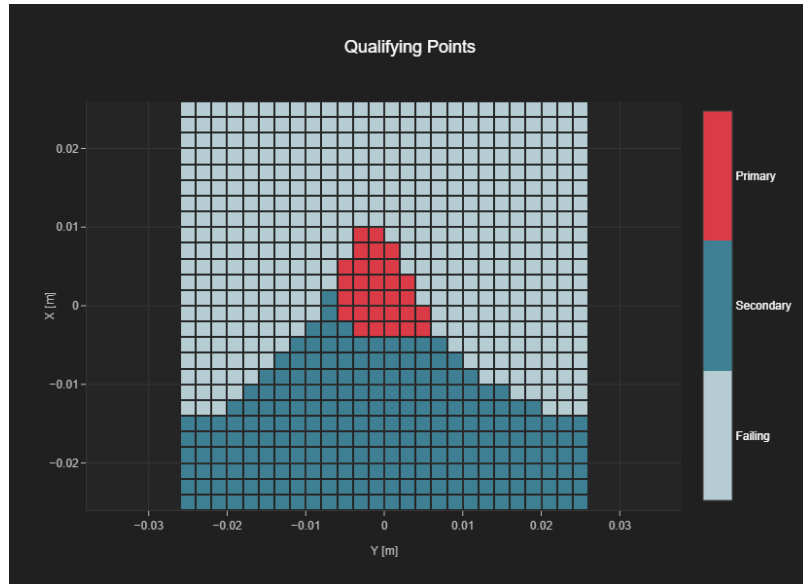 Qualifying Points
0.02
0.01
0
−0.01
−0.02
X [m]
−0.03
−0.02
−0.01
0
0.01
0.02
0.03
Y [m]
Primary
Secondary
Failing